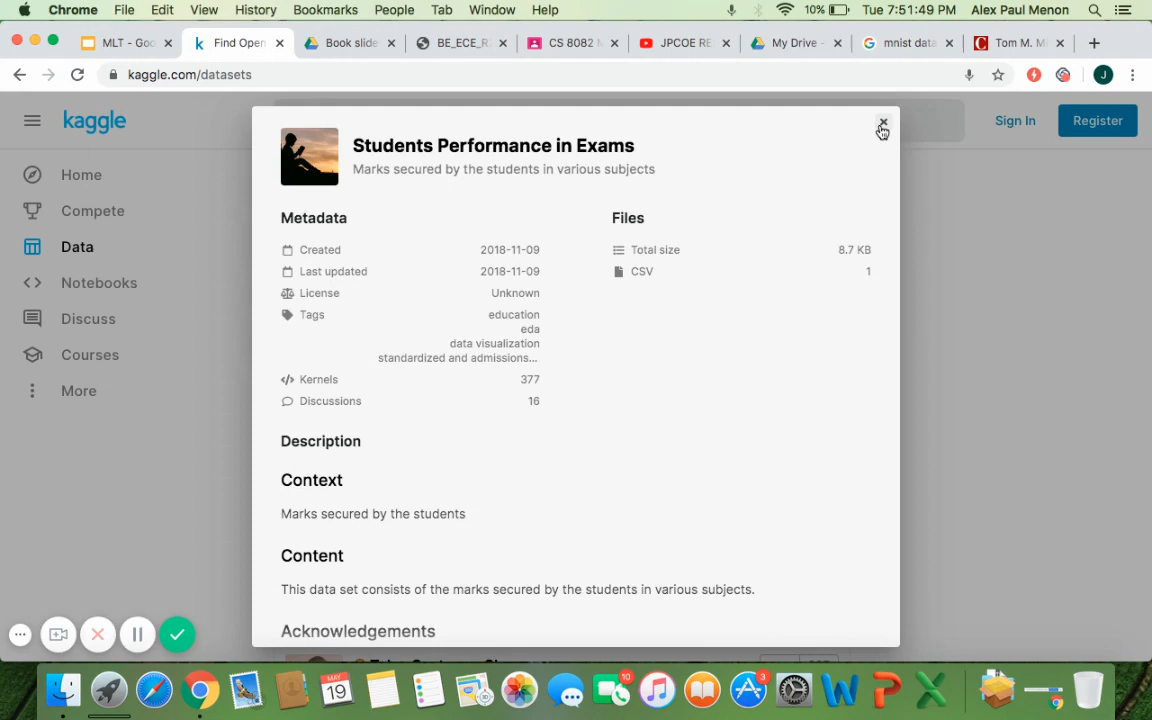 Chrome File Edit View History Bookmarks People Tab Window Help 10% Tue 7:51:49 PM Alex Paul Menon
MLT - Goo Find Open Book slide BE_ECE_R CS 8082 M JPCOE RE My Drive - mnist data Tom M. Mi
kaggle.com/datasets J
kaggle Sign In Register
Home
Compete
Data
Notebooks
Discuss
Courses
More
Students Performance in Exams
Marks secured by the students in various subjects
Metadata
Created 2018-11-09
Last updated 2018-11-09
License Unknown
Tags education
eda
data visualization
standardized and admissions...
Kernels 377
Discussions 16
Files
Total size 8.7 KB
CSV 1
Description
Context
Marks secured by the students
Content
This data set consists of the marks secured by the students in various subjects.
Acknowledgements
MAY
19
10
3